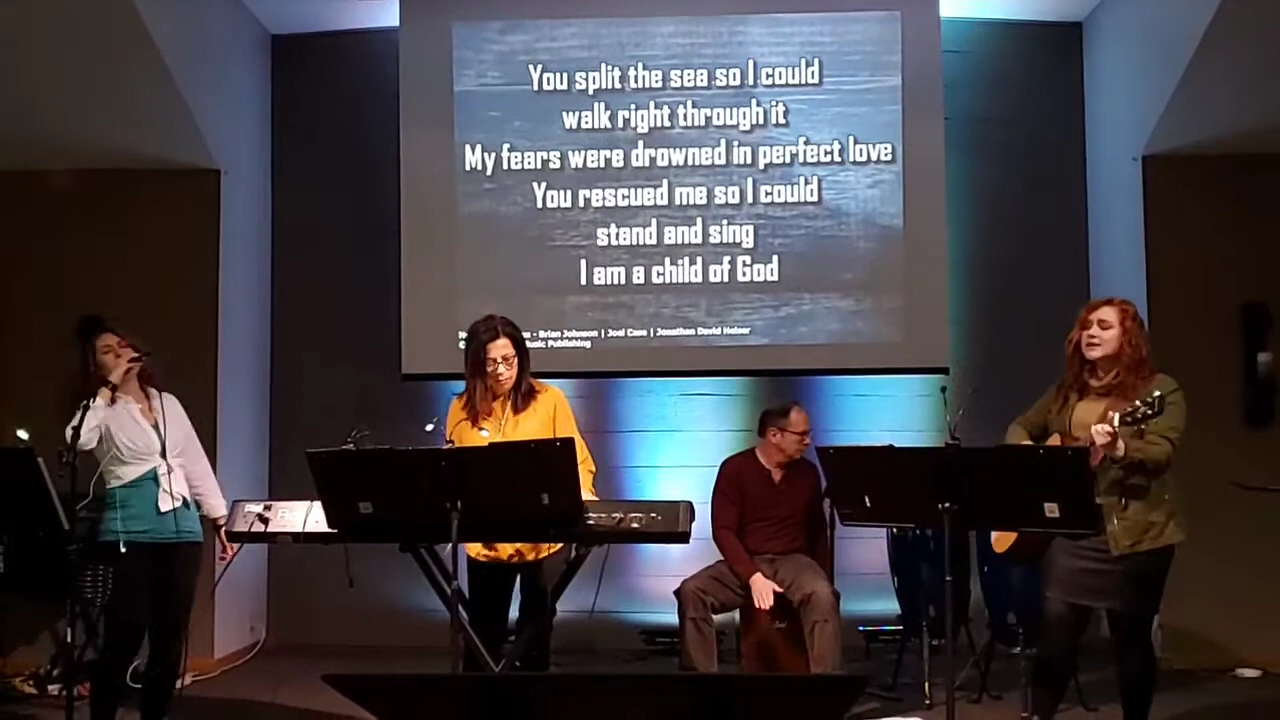 You split the sea so I could
walk right through it
My fears were drowned in perfect love
You rescued me so I could
stand and sing
I am a child of God
- Brian Johnson | Joel Case | Jonathan David Helser
Music Publishing